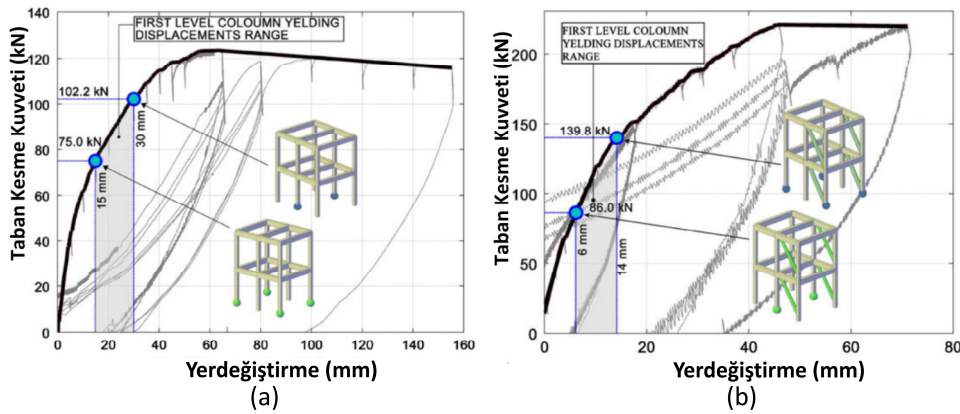 (a)
FIRST LEVEL COLOUMN YELDING
DISPLACEMENTS RANGE
Taban Kesme Kuvveti (kN)
140
120
100
80
60
40
20
0
102.2 kN
75.0 kN
15 mm
30 mm
0 20 40 60 80 100 120 140 160
Yerdeğiştirme (mm)
(a)
(b)
FIRST LEVEL COLOUMN
YELDING DISPLACEMENTS
RANGE
Taban Kesme Kuvveti (kN)
200
150
100
50
0
139.8 kN
86.0 kN
6 mm
14 mm
0 20 40 60 80
Yerdeğiştirme (mm)
(b)